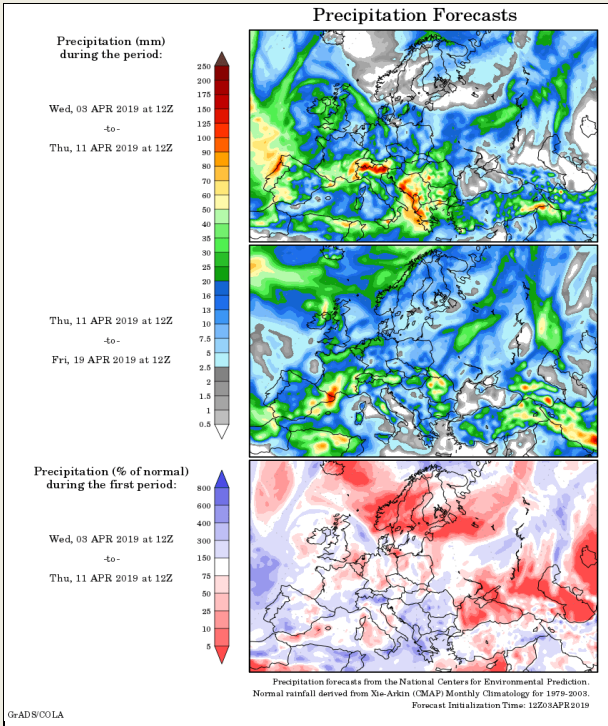 Precipitation Forecasts
Precipitation (mm)
during the period:
Wed, 03 APR 2019 at 12Z
-to-
Thu, 11 APR 2019 at 12Z
250
200
175
150
125
100
90
80
70
60
50
40
35
30
25
20
16
13
10
7.5
5
2.5
2
1.5
1
0.5
Thu, 11 APR 2019 at 12Z
-to-
Fri, 19 APR 2019 at 12Z
Precipitation (% of normal)
during the first period:
Wed, 03 APR 2019 at 12Z
-to-
Thu, 11 APR 2019 at 12Z
800
600
400
300
150
75
50
25
10
5
Precipitation forecasts from the National Centers for Environmental Prediction.
Normal rainfall derived from Xie-Arkin (CMAP) Monthly Climatology for 1979-2003.
Forecast Initialization Time: 12Z03APR2019
GrADS/COLA